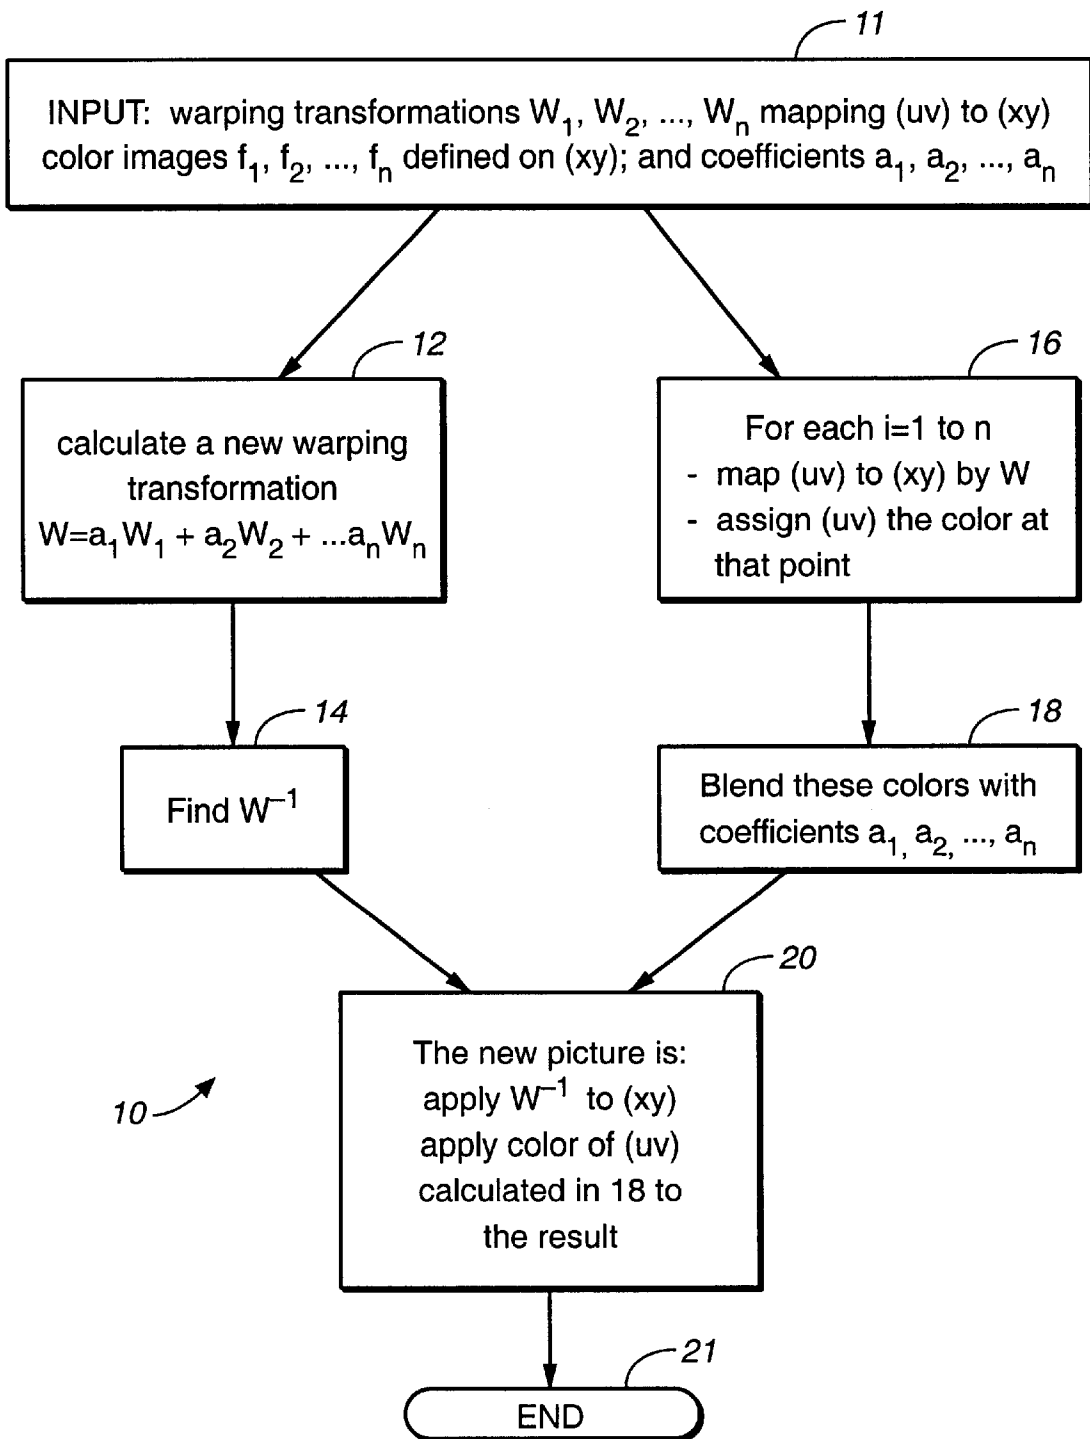 11
INPUT: warping transformations W₁, W₂, ..., Wₙ mapping (uv) to (xy)
color images f₁, f₂, ..., fₙ defined on (xy); and coefficients a₁, a₂, ..., aₙ
12
calculate a new warping
transformation
W=a₁W₁ + a₂W₂ + ...aₙWₙ
16
For each i=1 to n
- map (uv) to (xy) by W
- assign (uv) the color at
that point
14
Find W⁻¹
18
Blend these colors with
coefficients a₁, a₂, ..., aₙ
20
The new picture is:
apply W⁻¹ to (xy)
apply color of (uv)
calculated in 18 to
the result
10
21
END